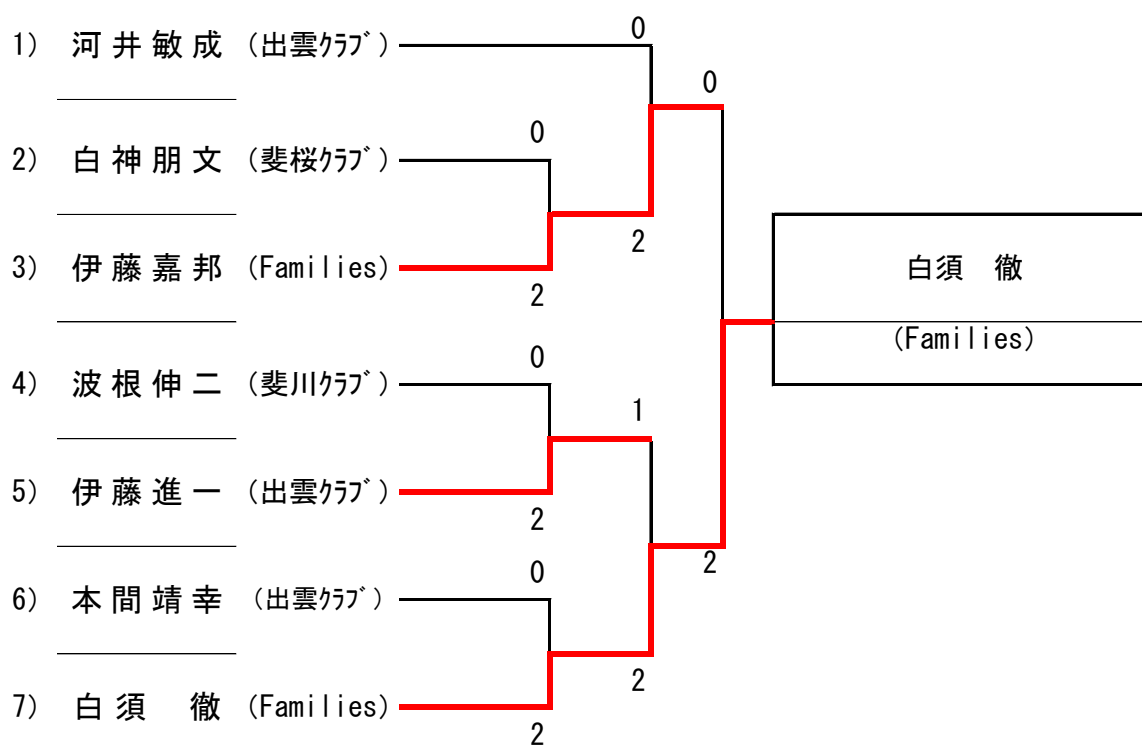 1) 河井敏成 (出雲ｸﾗﾌﾞ) 0
0
2) 白神朋文 (斐桜ｸﾗﾌﾞ) 0
2
3) 伊藤嘉邦 (Families) 2
白須　徹
(Families)
4) 波根伸二 (斐川ｸﾗﾌﾞ) 0
1
5) 伊藤進一 (出雲ｸﾗﾌﾞ) 2
2
6) 本間靖幸 (出雲ｸﾗﾌﾞ) 0
2
7) 白須　徹 (Families) 2